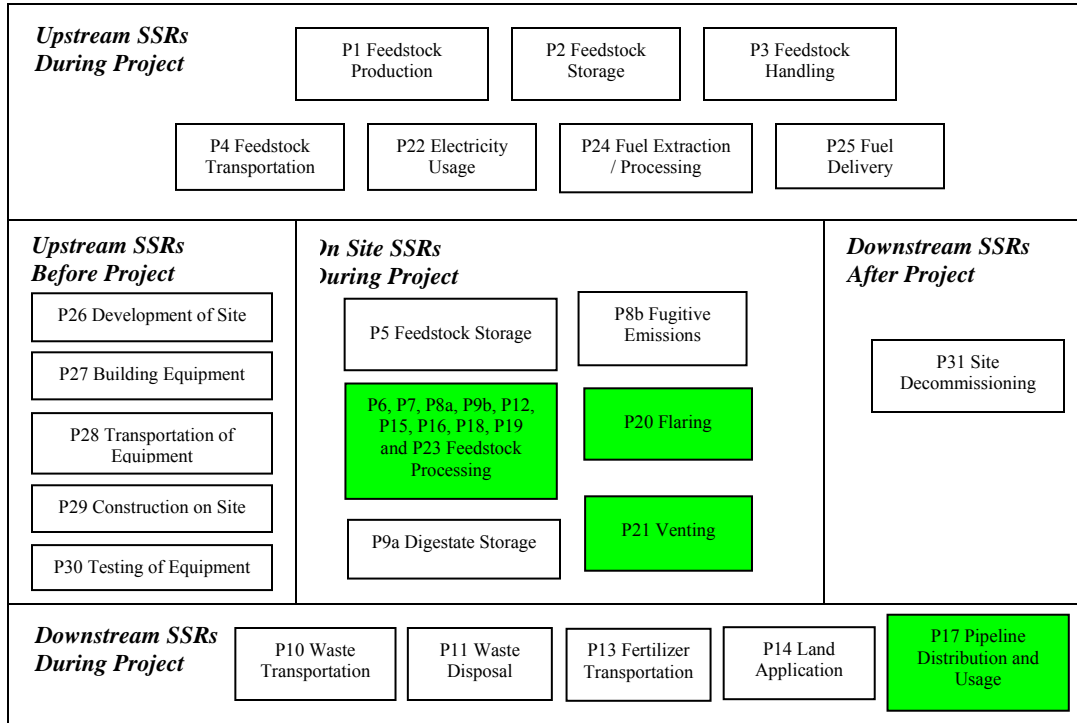 Upstream SSRs
During Project
P1 Feedstock
Production
P2 Feedstock
Storage
P3 Feedstock
Handling
P4 Feedstock
Transportation
P22 Electricity
Usage
P24 Fuel Extraction
/ Processing
P25 Fuel
Delivery
Upstream SSRs
Before Project
P26 Development of Site
P27 Building Equipment
P28 Transportation of
Equipment
P29 Construction on Site
P30 Testing of Equipment
On Site SSRs
During Project
P5 Feedstock Storage
P8b Fugitive
Emissions
P6, P7, P8a, P9b, P12,
P15, P16, P18, P19
and P23 Feedstock
Processing
P20 Flaring
P9a Digestate Storage
P21 Venting
Downstream SSRs
After Project
P31 Site
Decommissioning
Downstream SSRs
During Project
P10 Waste
Transportation
P11 Waste
Disposal
P13 Fertilizer
Transportation
P14 Land
Application
P17 Pipeline
Distribution and
Usage